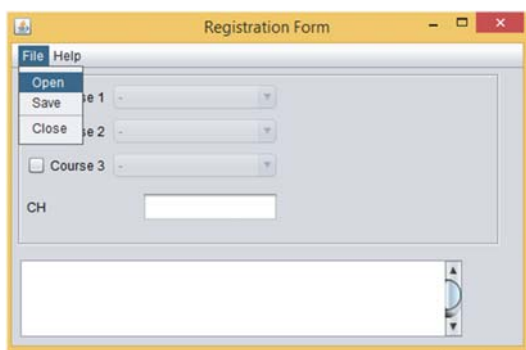 Registration Form
File Help
Open
Save
Close
se 1 -
se 2 -
Course 3 -
CH